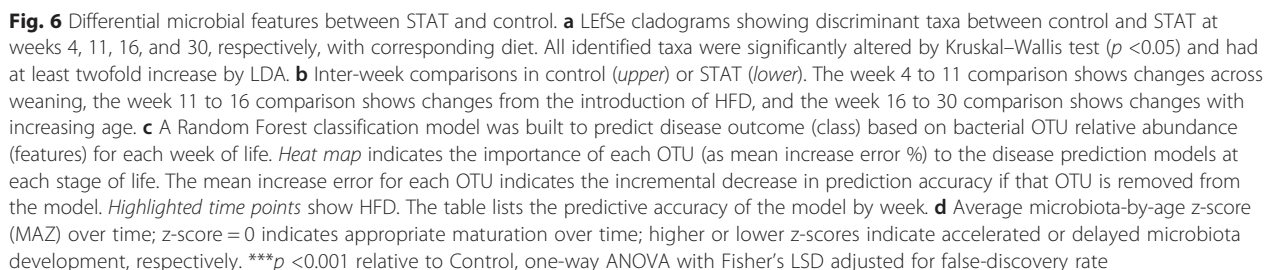 Fig. 6 Differential microbial features between STAT and control. a LEfSe cladograms showing discriminant taxa between control and STAT at
weeks 4, 11, 16, and 30, respectively, with corresponding diet. All identified taxa were significantly altered by Kruskal–Wallis test (p <0.05) and had
at least twofold increase by LDA. b Inter-week comparisons in control (upper) or STAT (lower). The week 4 to 11 comparison shows changes across
weaning, the week 11 to 16 comparison shows changes from the introduction of HFD, and the week 16 to 30 comparison shows changes with
increasing age. c A Random Forest classification model was built to predict disease outcome (class) based on bacterial OTU relative abundance
(features) for each week of life. Heat map indicates the importance of each OTU (as mean increase error %) to the disease prediction models at
each stage of life. The mean increase error for each OTU indicates the incremental decrease in prediction accuracy if that OTU is removed from
the model. Highlighted time points show HFD. The table lists the predictive accuracy of the model by week. d Average microbiota-by-age z-score
(MAZ) over time; z-score = 0 indicates appropriate maturation over time; higher or lower z-scores indicate accelerated or delayed microbiota
development, respectively. ***p <0.001 relative to Control, one-way ANOVA with Fisher's LSD adjusted for false-discovery rate